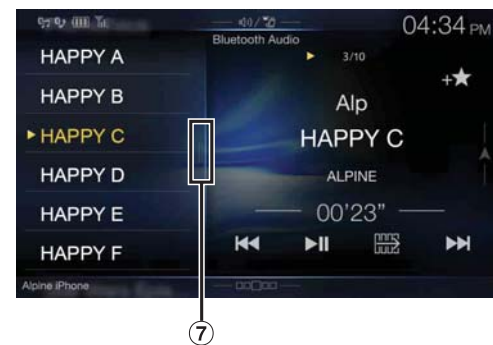 04:34 PM
Bluetooth Audio
3/10
HAPPY A
HAPPY B
HAPPY C
HAPPY D
HAPPY E
HAPPY F
Alp
HAPPY C
ALPINE
00'23"
Alpine iPhone
7